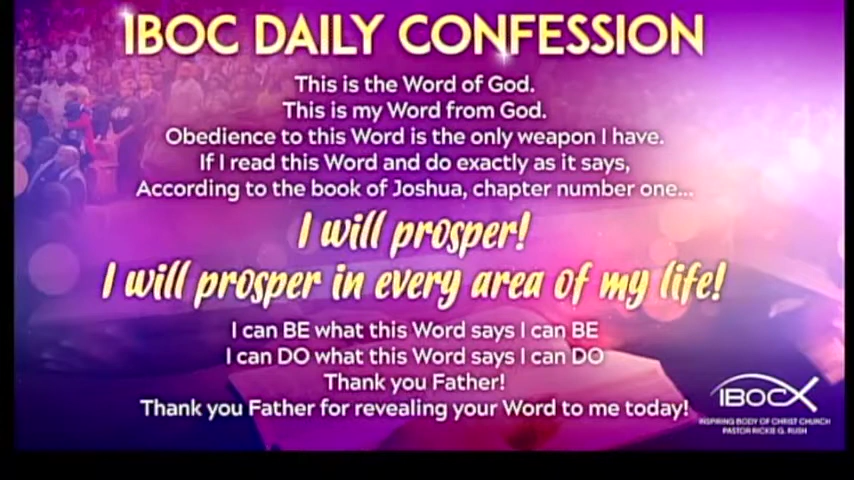 IBOC DAILY CONFESSION
This is the Word of God.
This is my Word from God.
Obedience to this Word is the only weapon I have.
If I read this Word and do exactly as it says,
According to the book of Joshua, chapter number one...
I will prosper!
I will prosper in every area of my life!
I can BE what this Word says I can BE
I can DO what this Word says I can DO
Thank you Father!
Thank you Father for revealing your Word to me today!
IBOC
INSPIRING BODY OF CHRIST CHURCH
PASTOR RICKIE G. RUSH